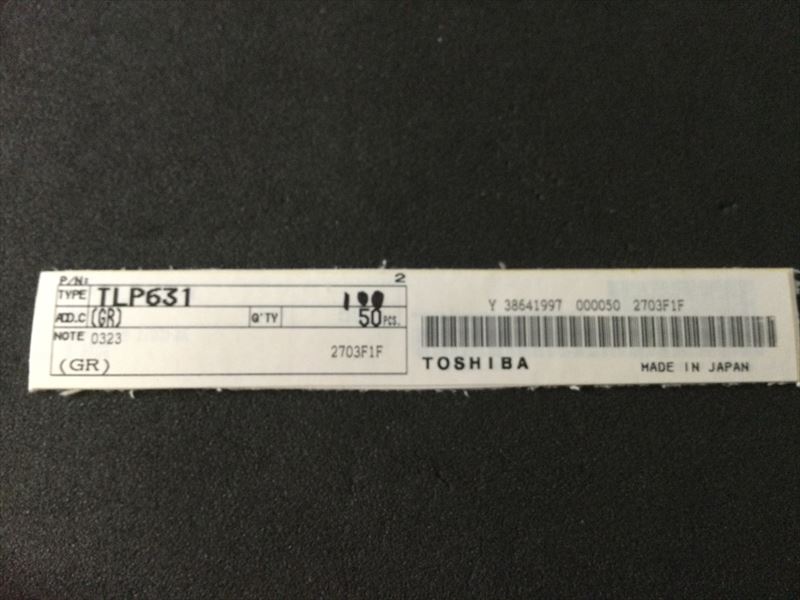 P/N: 2
TYPE TLP631 100
ADD.C (GR) Q'TY 50 PCS.
NOTE 0323
2703F1F
(GR)
Y 38641997 000050 2703F1F
TOSHIBA MADE IN JAPAN